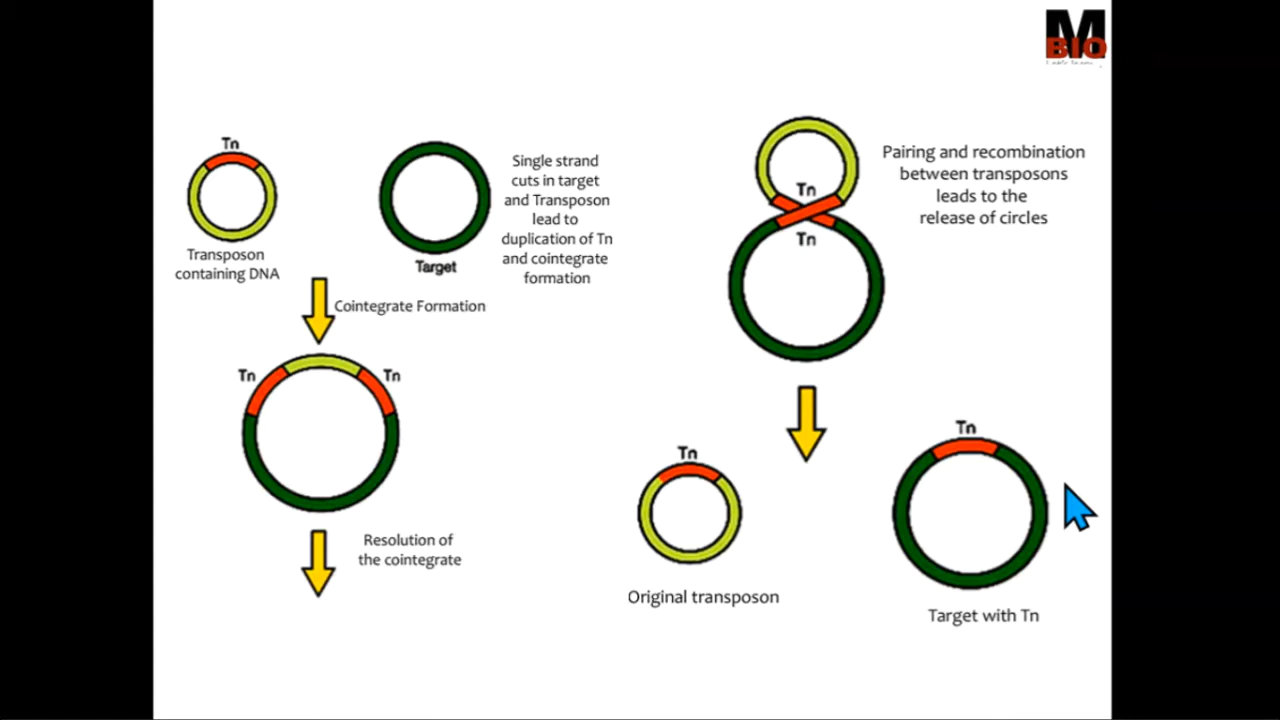 M
BIO
Tn
Transposon
containing DNA
Target
Single strand
cuts in target
and Transposon
lead to
duplication of Tn
and cointegrate
formation
Cointegrate Formation
Tn
Tn
Resolution of
the cointegrate
Tn
Tn
Pairing and recombination
between transposons
leads to the
release of circles
Tn
Original transposon
Tn
Target with Tn